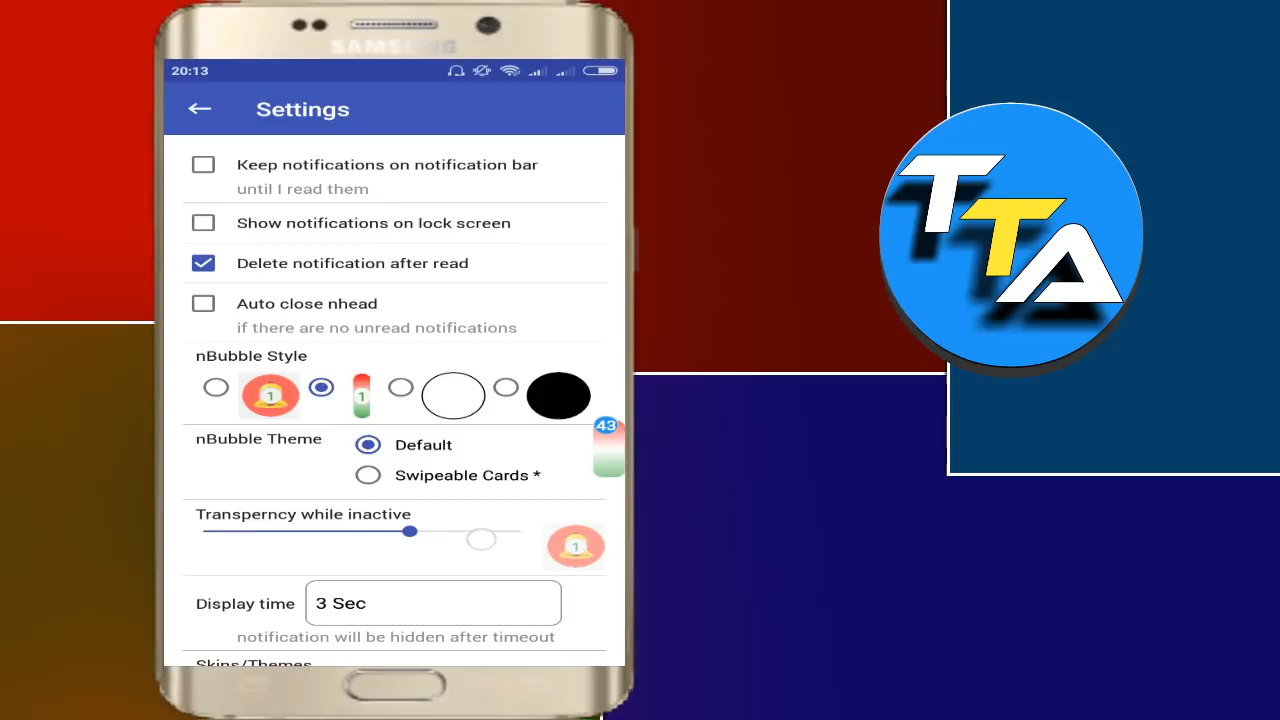 SAMSUNG
20:13
Settings
Keep notifications on notification bar
until I read them
Show notifications on lock screen
Delete notification after read
Auto close nhead
if there are no unread notifications
nBubble Style
1
1
43
nBubble Theme
Default
Swipeable Cards *
Transperncy while inactive
1
Display time
3 Sec
notification will be hidden after timeout
Skins/Themes
TTA